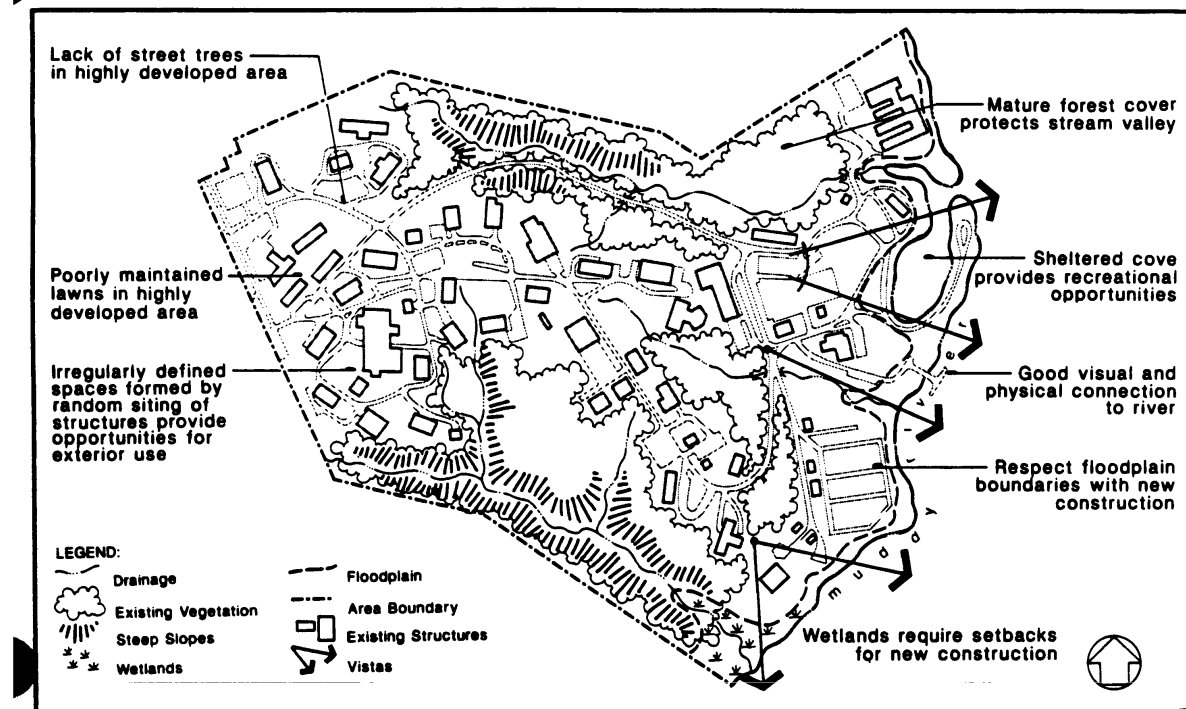 Lack of street trees
in highly developed area
Mature forest cover
protects stream valley
Sheltered cove
provides recreational
opportunities
Poorly maintained
lawns in highly
developed area
Irregularly defined
spaces formed by
random siting of
structures provide
opportunities for
exterior use
Good visual and
physical connection
to river
Respect floodplain
boundaries with new
construction
muddy river
Wetlands require setbacks
for new construction
LEGEND:
Drainage
Existing Vegetation
Steep Slopes
Wetlands
Floodplain
Area Boundary
Existing Structures
Vistas